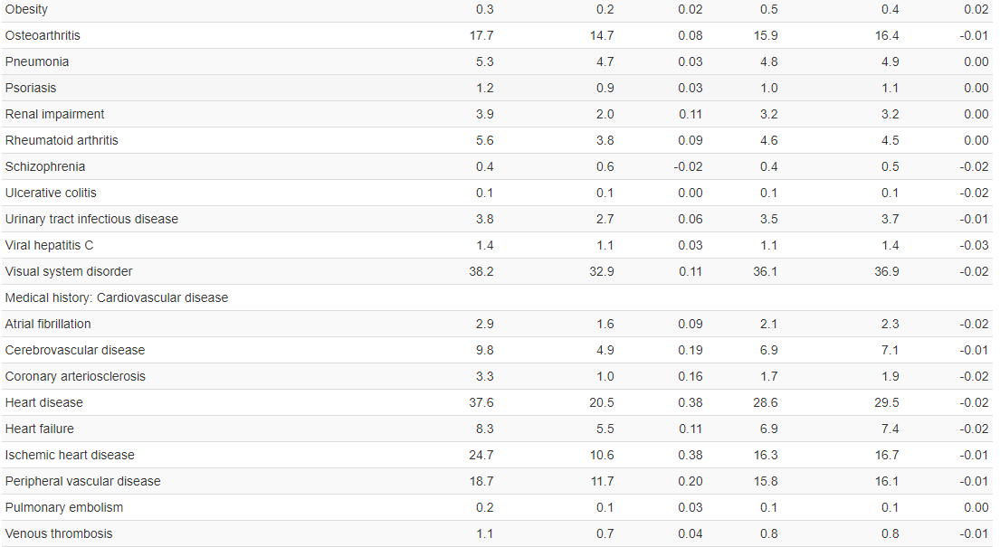 Obesity 0.3 0.2 0.02 0.5 0.4 0.02
Osteoarthritis 17.7 14.7 0.08 15.9 16.4 -0.01
Pneumonia 5.3 4.7 0.03 4.8 4.9 0.00
Psoriasis 1.2 0.9 0.03 1.0 1.1 0.00
Renal impairment 3.9 2.0 0.11 3.2 3.2 0.00
Rheumatoid arthritis 5.6 3.8 0.09 4.6 4.5 0.00
Schizophrenia 0.4 0.6 -0.02 0.4 0.5 -0.02
Ulcerative colitis 0.1 0.1 0.00 0.1 0.1 -0.02
Urinary tract infectious disease 3.8 2.7 0.06 3.5 3.7 -0.01
Viral hepatitis C 1.4 1.1 0.03 1.1 1.4 -0.03
Visual system disorder 38.2 32.9 0.11 36.1 36.9 -0.02
Medical history: Cardiovascular disease
Atrial fibrillation 2.9 1.6 0.09 2.1 2.3 -0.02
Cerebrovascular disease 9.8 4.9 0.19 6.9 7.1 -0.01
Coronary arteriosclerosis 3.3 1.0 0.16 1.7 1.9 -0.02
Heart disease 37.6 20.5 0.38 28.6 29.5 -0.02
Heart failure 8.3 5.5 0.11 6.9 7.4 -0.02
Ischemic heart disease 24.7 10.6 0.38 16.3 16.7 -0.01
Peripheral vascular disease 18.7 11.7 0.20 15.8 16.1 -0.01
Pulmonary embolism 0.2 0.1 0.03 0.1 0.1 0.00
Venous thrombosis 1.1 0.7 0.04 0.8 0.8 -0.01